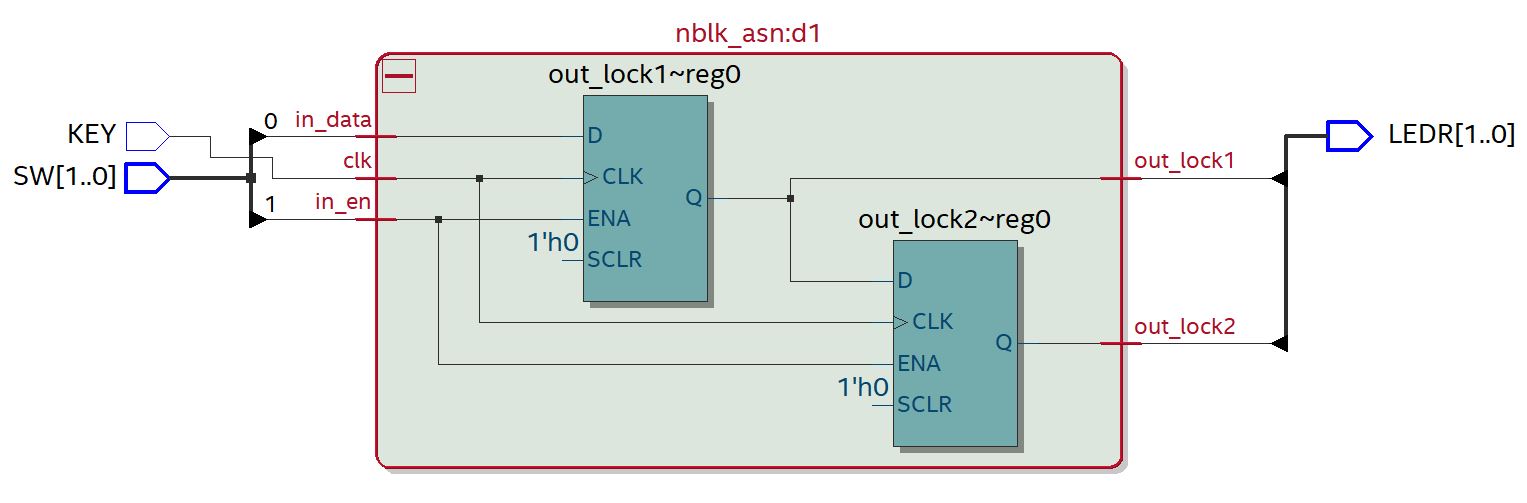 nblk_asn:d1
out_lock1~reg0
KEY
SW[1..0]
0
1
in_data
clk
in_en
D
CLK
ENA
1'h0
SCLR
Q
out_lock2~reg0
D
CLK
ENA
1'h0
SCLR
Q
out_lock1
out_lock2
LEDR[1..0]